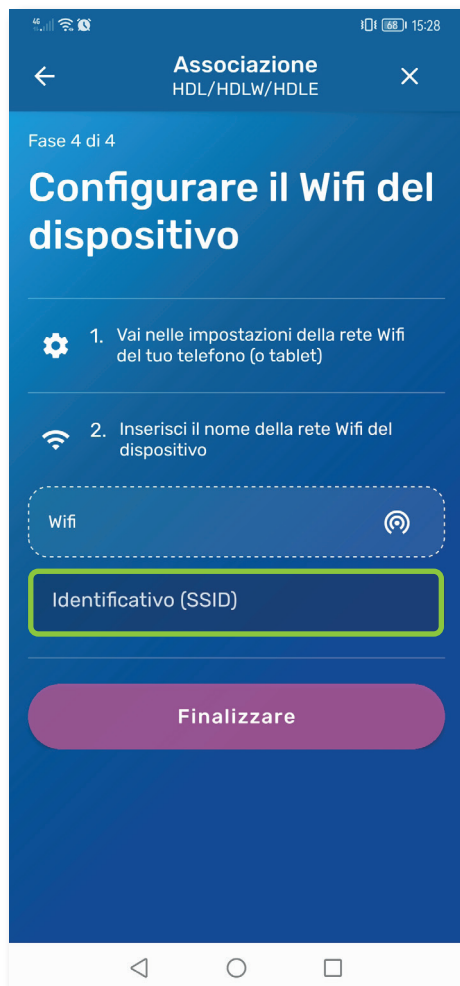 46 68 15:28
Associazione
HDL/HDLW/HDLE
Fase 4 di 4
Configurare il Wifi del
dispositivo
1. Vai nelle impostazioni della rete Wifi
del tuo telefono (o tablet)
2. Inserisci il nome della rete Wifi del
dispositivo
Wifi
Identificativo (SSID)
Finalizzare